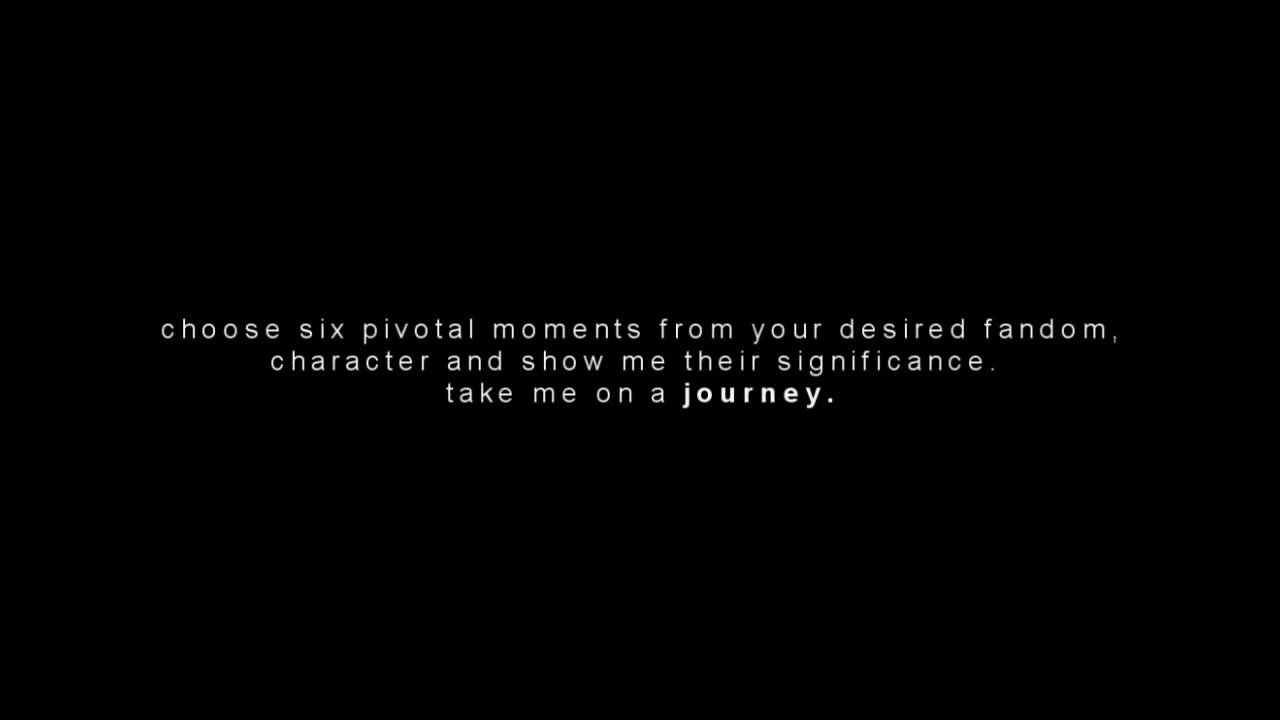 choose six pivotal moments from your desired fandom,
character and show me their significance.
take me on a journey.